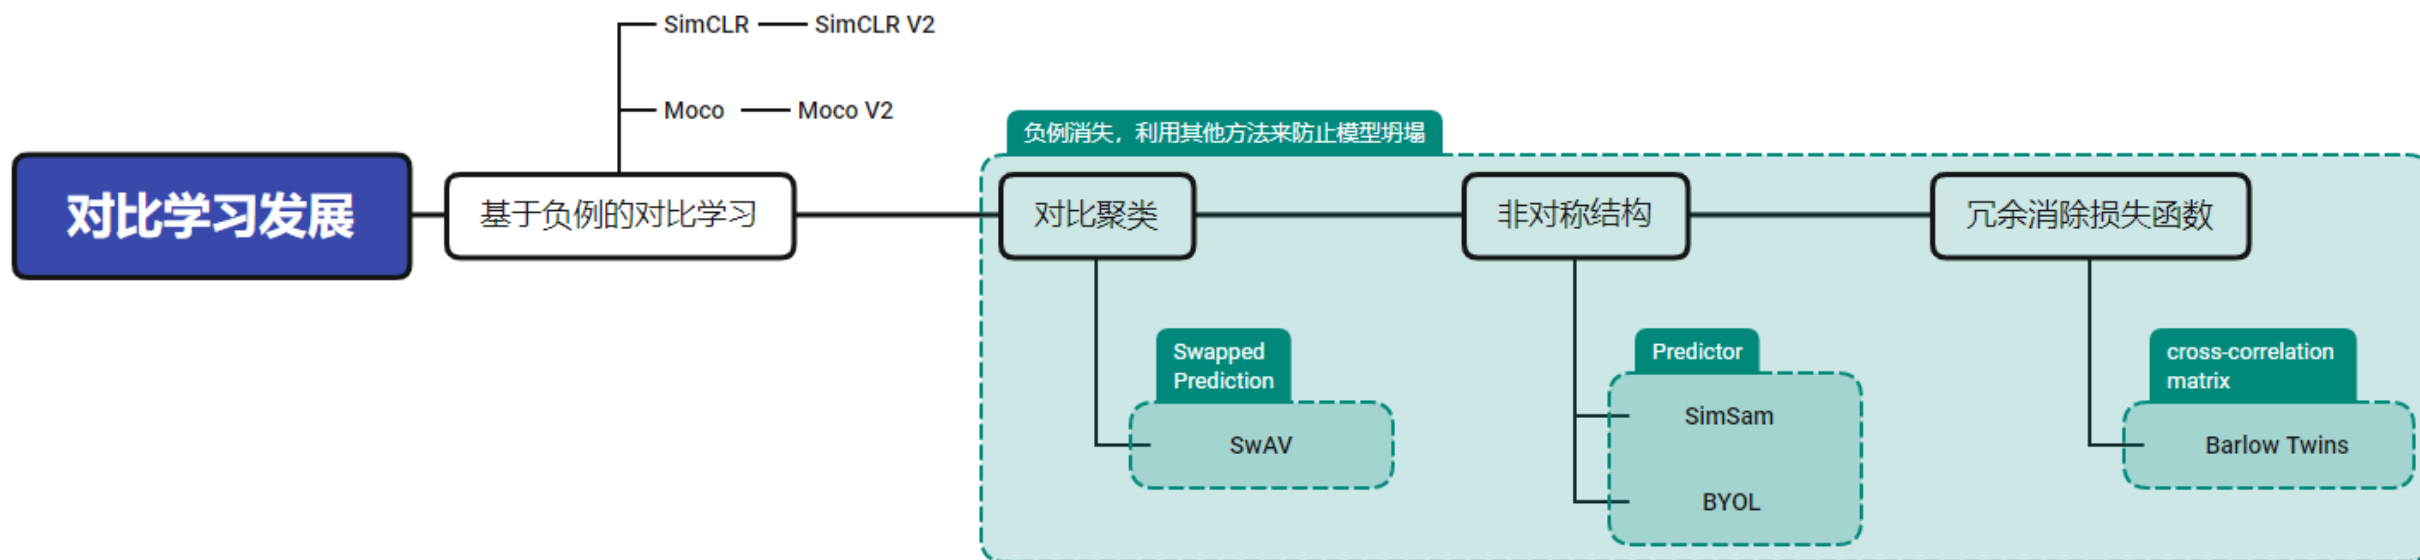 SimCLR
SimCLR V2
Moco
Moco V2
负例消失，利用其他方法来防止模型坍塌
对比学习发展
基于负例的对比学习
对比聚类
非对称结构
冗余消除损失函数
Swapped
Prediction
SwAV
Predictor
SimSam
BYOL
cross-correlation
matrix
Barlow Twins